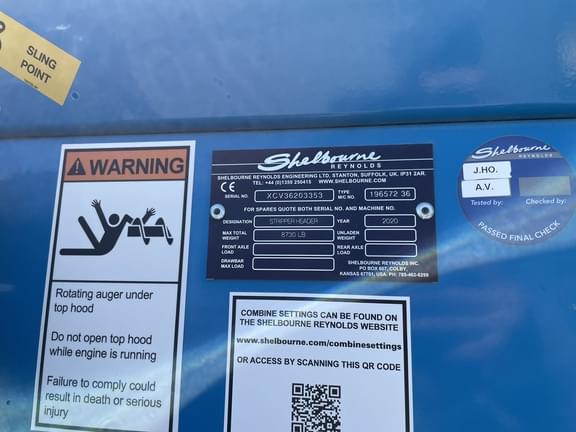 SLING
POINT
WARNING
Rotating auger under
top hood
Do not open top hood
while engine is running
Failure to comply could
result in death or serious
injury
Shelbourne
REYNOLDS
SHELBOURNE REYNOLDS ENGINEERING LTD, STANTON, SUFFOLK, UK. IP31 2AR.
TEL: +44 (0)1359 250415 WWW.SHELBOURNE.COM
CE
SERIAL NO. XCV36203353 TYPE M/C NO. 196572 36
FOR SPARES QUOTE BOTH SERIAL NO. AND MACHINE NO.
DESIGNATION STRIPPER HEADER YEAR 2020
MAX TOTAL WEIGHT 8730 LB UNLADEN WEIGHT
FRONT AXLE LOAD REAR AXLE LOAD
DRAWBAR MAX LOAD
SHELBOURNE REYNOLDS INC.
PO BOX 607, COLBY,
KANSAS 67701, USA. PH: 785-462-6299
COMBINE SETTINGS CAN BE FOUND ON
THE SHELBOURNE REYNOLDS WEBSITE
www.shelbourne.com/combinesettings
OR ACCESS BY SCANNING THIS QR CODE
Shelbourne
REYNOLDS
J.HO.
A.V.
Tested by: Checked by:
PASSED FINAL CHECK